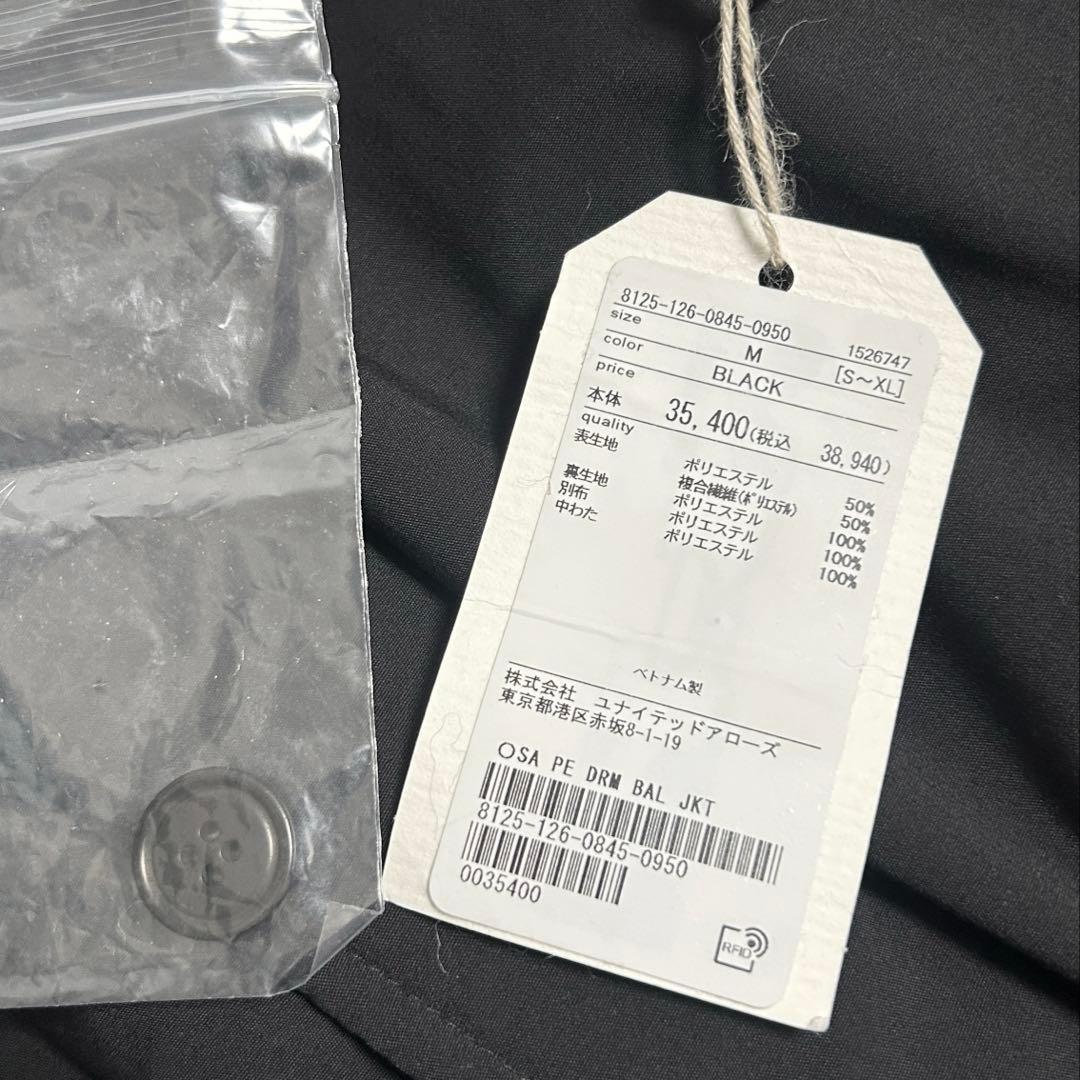 8125-126-0845-0950 1526747
size M [S~XL]
color BLACK
price
本体 35,400(税込 38,940)
quality
表生地 ポリエステル 50%
複合繊維(ポリエステル) 50%
裏生地 ポリエステル 100%
別布 ポリエステル 100%
中わた ポリエステル 100%
ベトナム製
株式会社 ユナイテッドアローズ
東京都港区赤坂8-1-19
〇SA PE DRM BAL JKT
8125-126-0845-0950
0035400
RFID